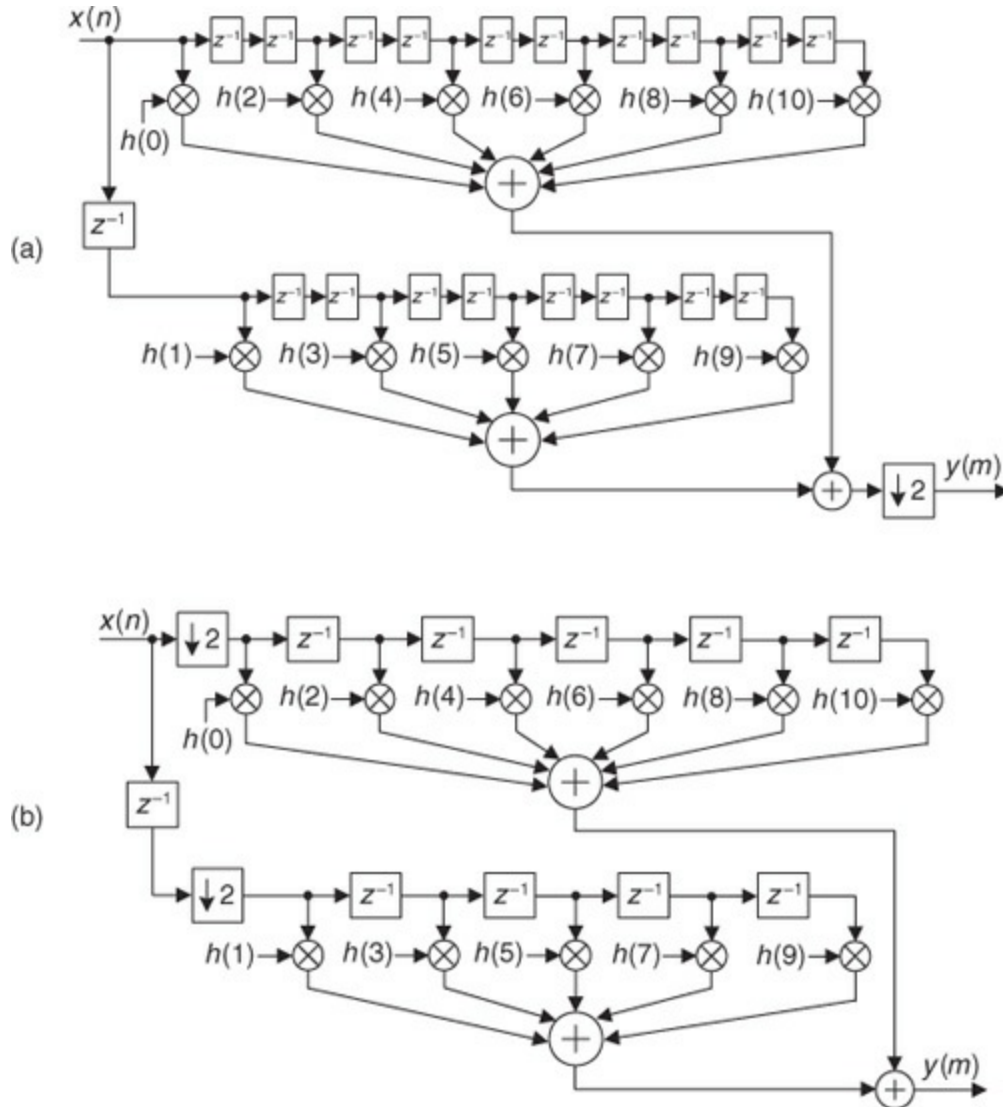 x(n)
z⁻¹ z⁻¹ z⁻¹ z⁻¹ z⁻¹ z⁻¹ z⁻¹ z⁻¹ z⁻¹ z⁻¹
h(2) h(4) h(6) h(8) h(10)
h(0)
+
z⁻¹
(a)
z⁻¹ z⁻¹ z⁻¹ z⁻¹ z⁻¹ z⁻¹ z⁻¹ z⁻¹
h(1) h(3) h(5) h(7) h(9)
+
y(m)
+ ↓2
x(n)
↓2 z⁻¹ z⁻¹ z⁻¹ z⁻¹ z⁻¹
h(2) h(4) h(6) h(8) h(10)
h(0)
+
z⁻¹
(b)
↓2 z⁻¹ z⁻¹ z⁻¹ z⁻¹
h(1) h(3) h(5) h(7) h(9)
+
y(m)
+